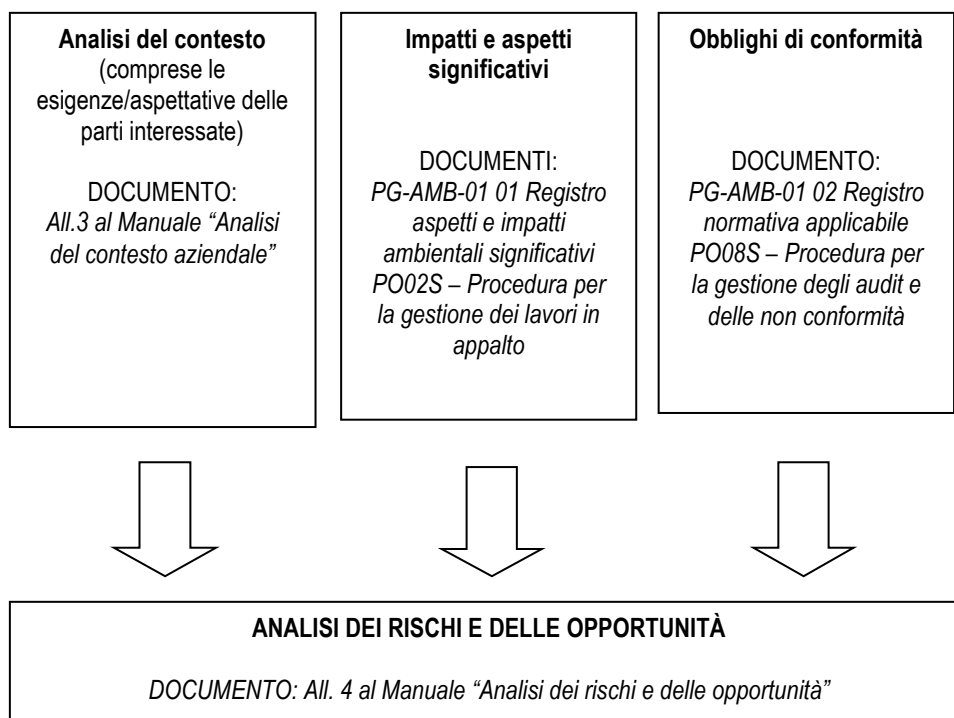 Analisi del contesto
(comprese le
esigenze/aspettative delle
parti interessate)
DOCUMENTO:
All.3 al Manuale “Analisi
del contesto aziendale”
Impatti e aspetti
significativi
DOCUMENTI:
PG-AMB-01 01 Registro
aspetti e impatti
ambientali significativi
PO02S – Procedura per
la gestione dei lavori in
appalto
Obblighi di conformità
DOCUMENTO:
PG-AMB-01 02 Registro
normativa applicabile
PO08S – Procedura per
la gestione degli audit e
delle non conformità
ANALISI DEI RISCHI E DELLE OPPORTUNITÀ
DOCUMENTO: All. 4 al Manuale “Analisi dei rischi e delle opportunità”